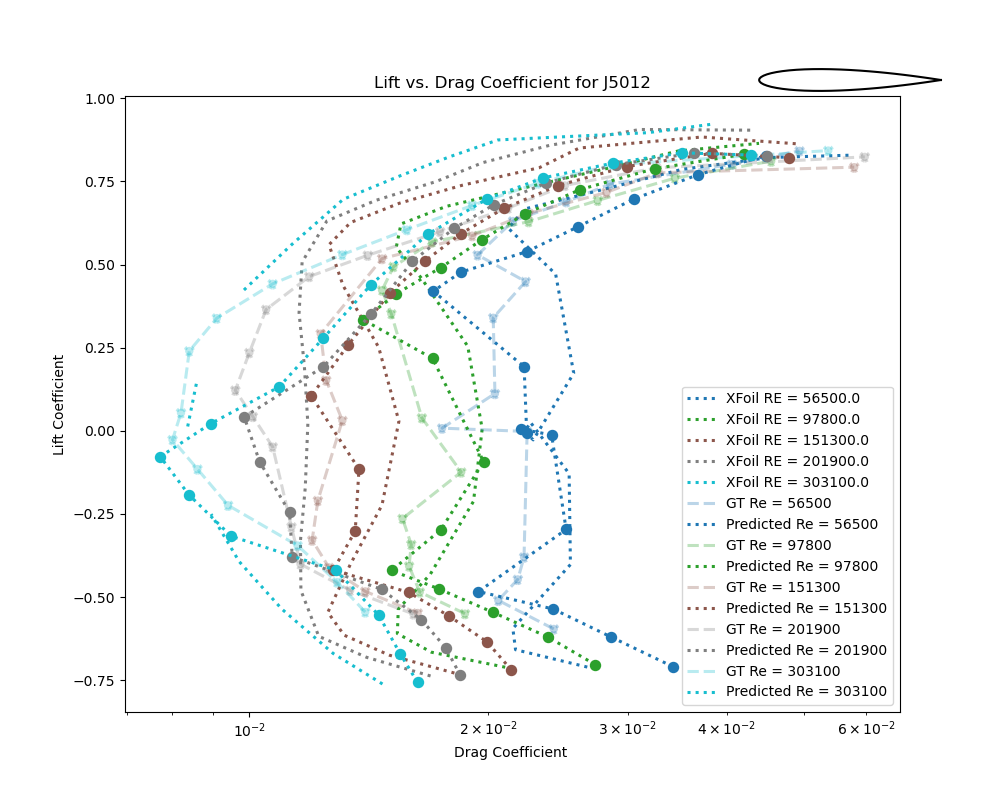 Lift vs. Drag Coefficient for J5012
1.00
0.75
0.50
0.25
0.00
−0.25
−0.50
−0.75
Lift Coefficient
XFoil RE = 56500.0
XFoil RE = 97800.0
XFoil RE = 151300.0
XFoil RE = 201900.0
XFoil RE = 303100.0
GT Re = 56500
Predicted Re = 56500
GT Re = 97800
Predicted Re = 97800
GT Re = 151300
Predicted Re = 151300
GT Re = 201900
Predicted Re = 201900
GT Re = 303100
Predicted Re = 303100
10⁻² 2 × 10⁻² 3 × 10⁻² 4 × 10⁻² 6 × 10⁻²
Drag Coefficient